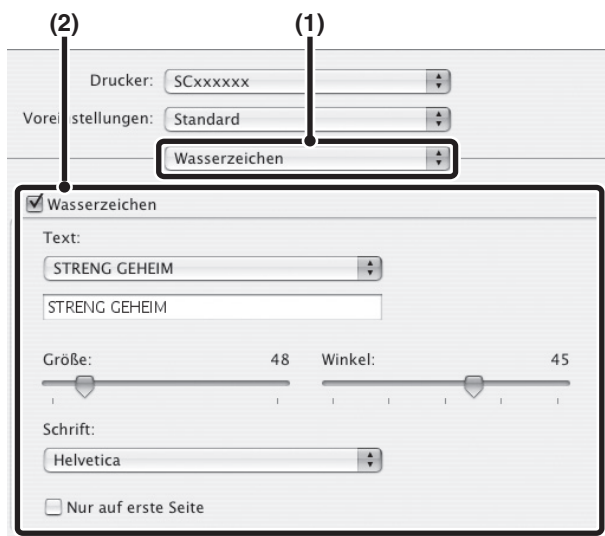 (2) (1)
Drucker: SCxxxxxx
Voreinstellungen: Standard
Wasserzeichen
Wasserzeichen
Text:
STRENG GEHEIM
STRENG GEHEIM
Größe: 48 Winkel: 45
Schrift:
Helvetica
Nur auf erste Seite